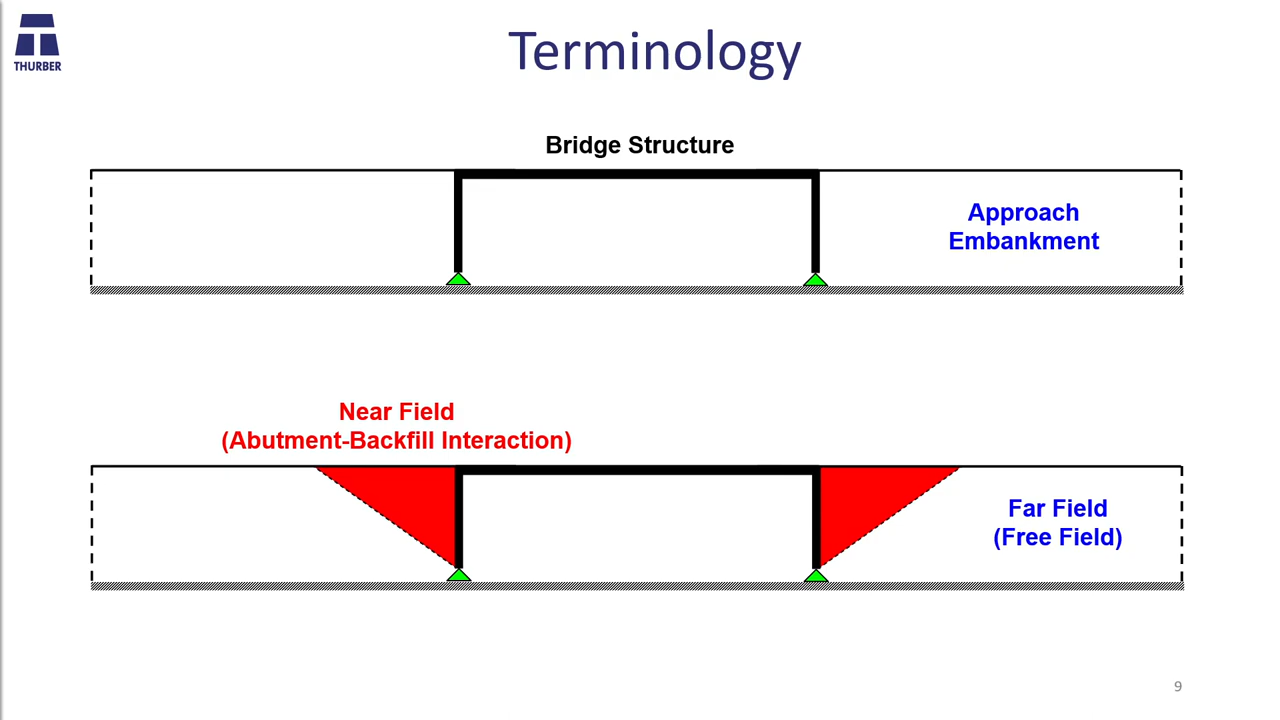 THURBER
Terminology
Bridge Structure
Approach
Embankment
Near Field
(Abutment-Backfill Interaction)
Far Field
(Free Field)
9